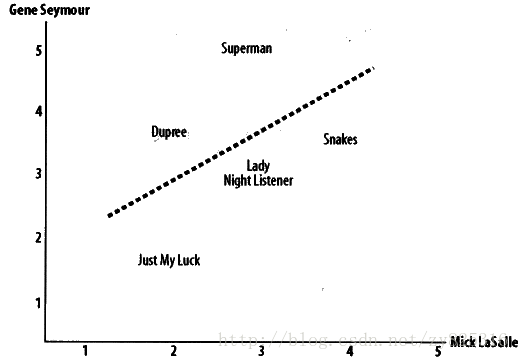 Gene Seymour
5
Superman
4
Dupree
Snakes
3
Lady
Night Listener
2
Just My Luck
1
1 2 3 4 5
Mick LaSalle